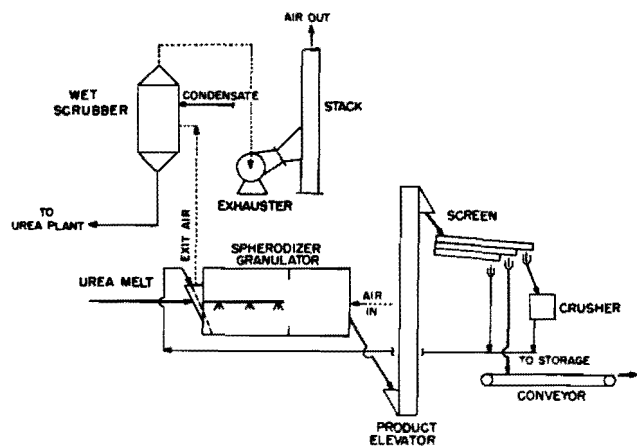 AIR OUT
WET
SCRUBBER
CONDENSATE
STACK
EXHAUSTER
TO
UREA PLANT
EXIT AIR
SPHERODIZER
GRANULATOR
SCREEN
UREA MELT
AIR
IN
CRUSHER
TO STORAGE
CONVEYOR
PRODUCT
ELEVATOR